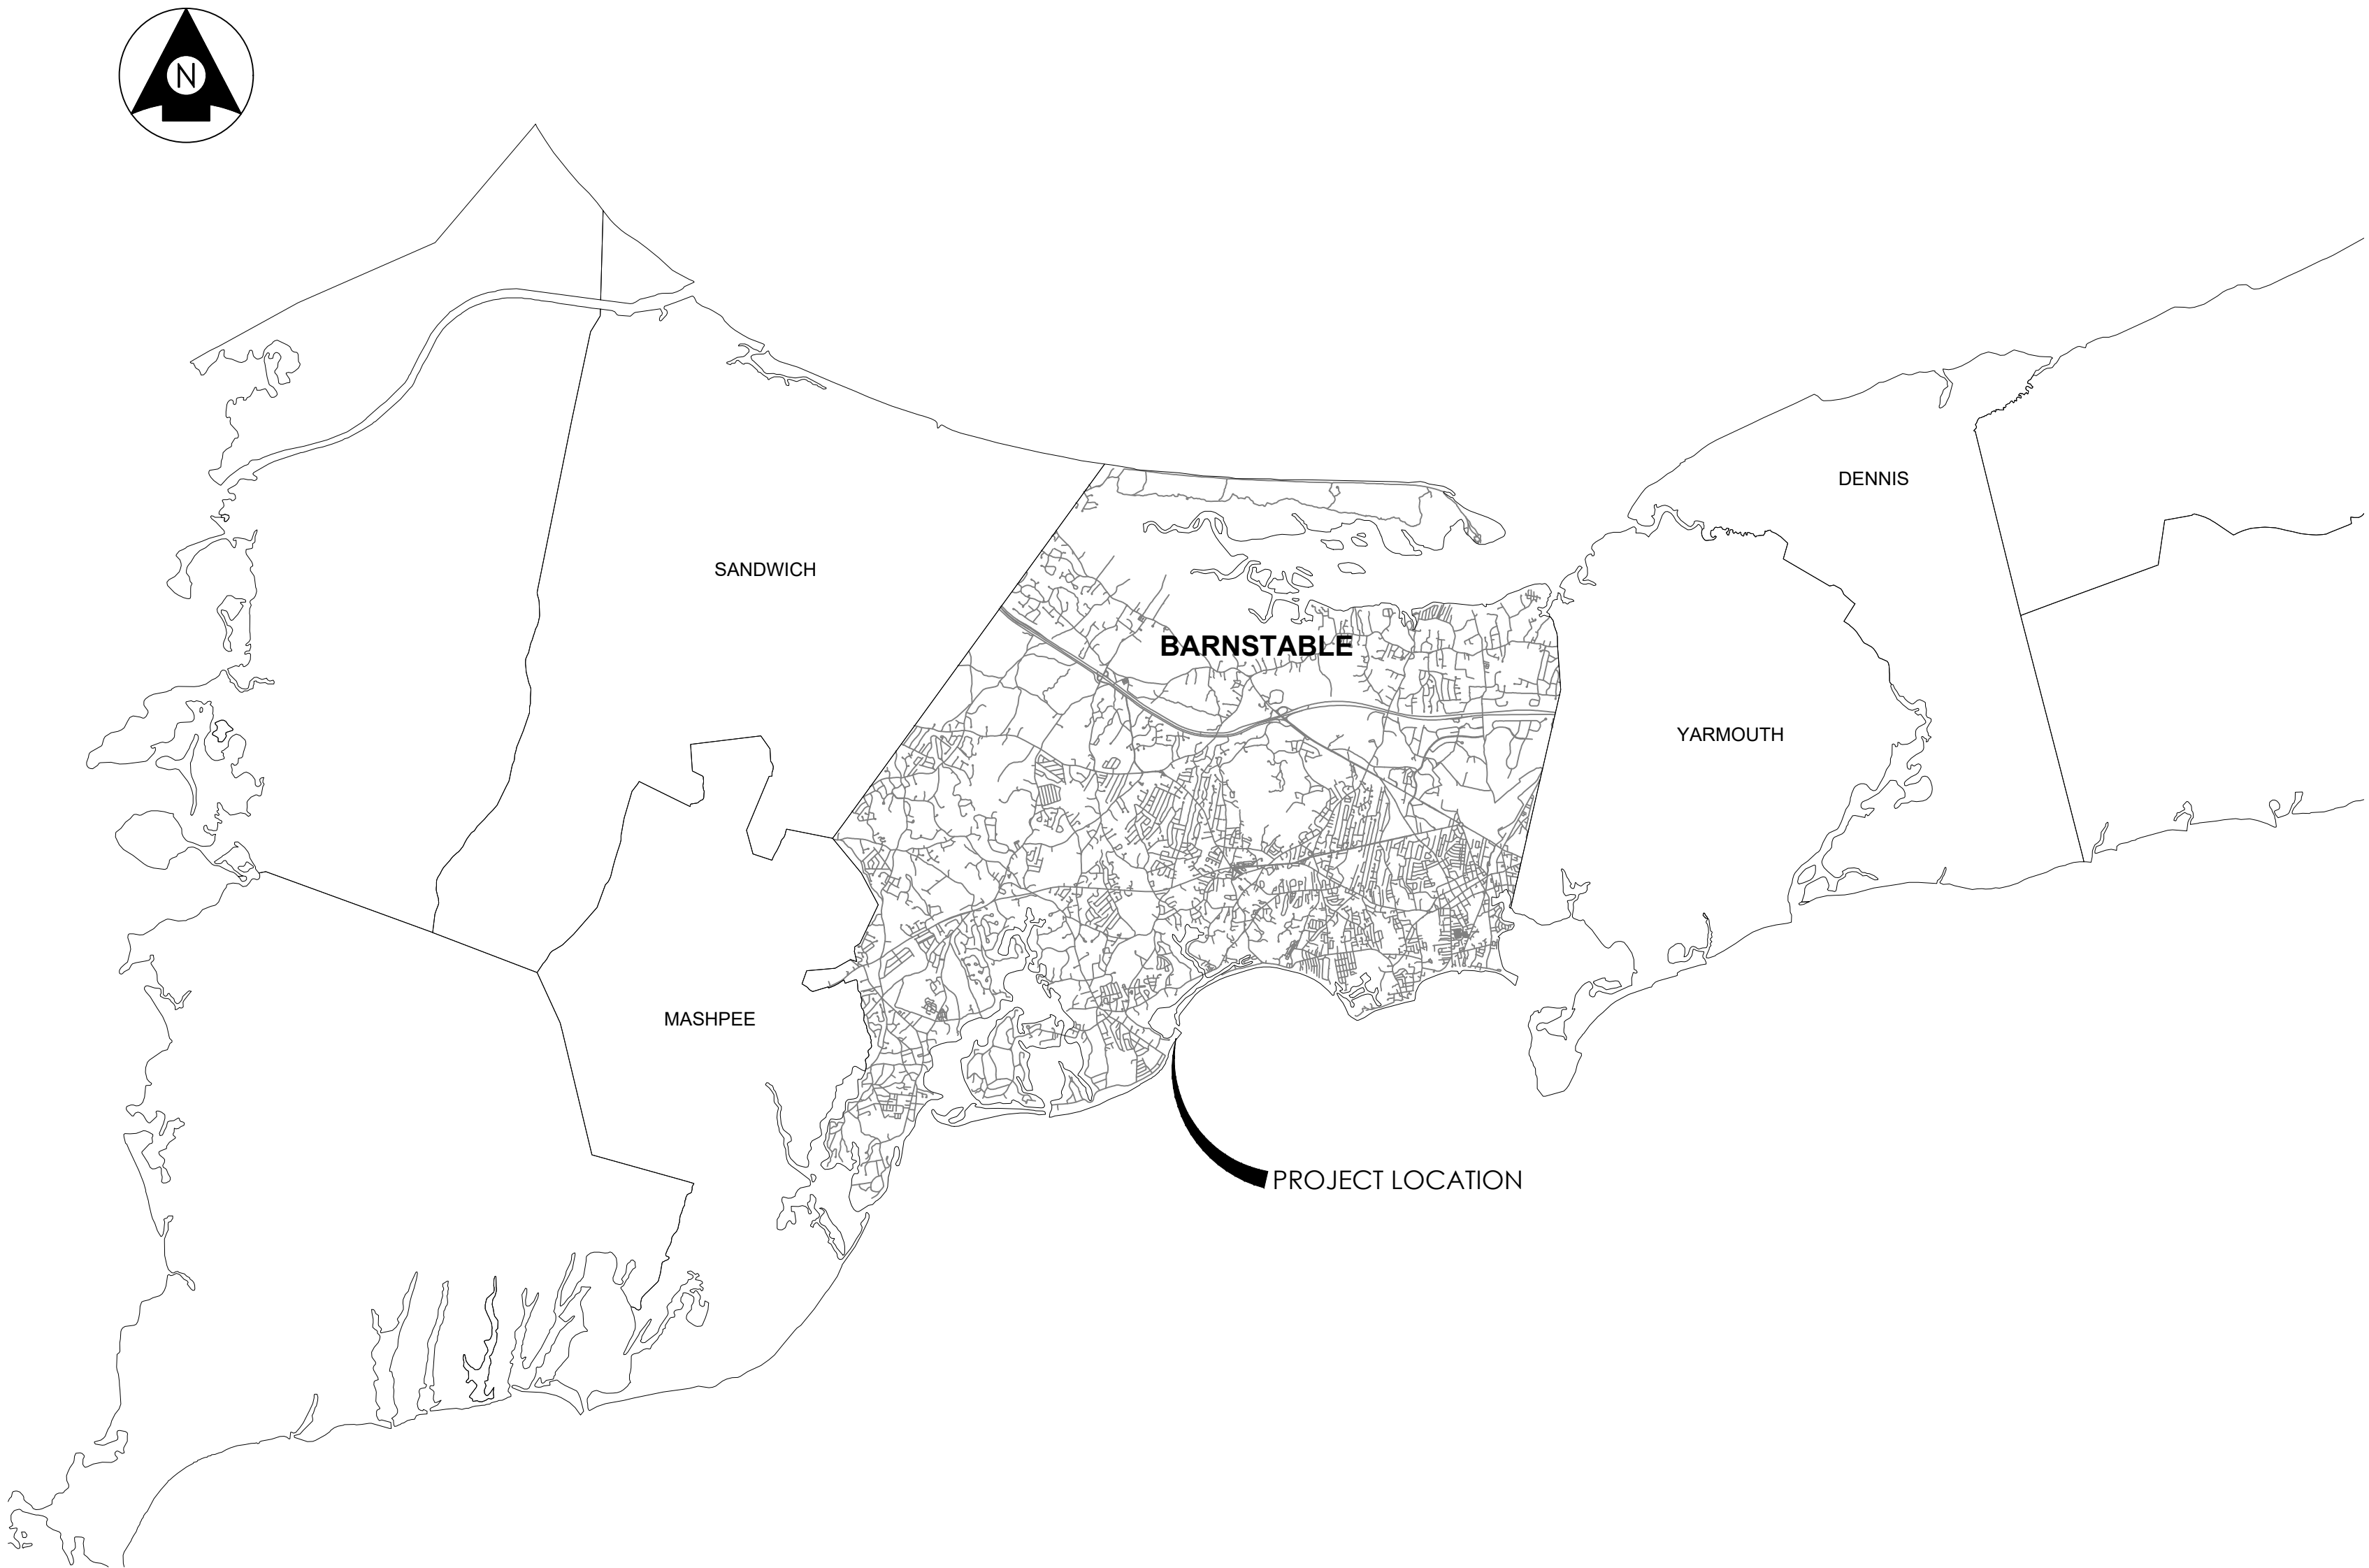 N
DENNIS
SANDWICH
BARNSTABLE
YARMOUTH
MASHPEE
PROJECT LOCATION